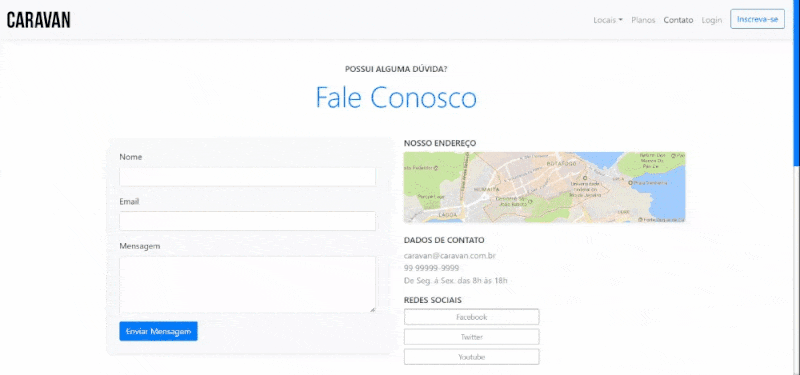 CARAVAN
Locais Planos Contato Login Inscreva-se
POSSUI ALGUMA DÚVIDA?
Fale Conosco
Nome
Email
Mensagem
Enviar Mensagem
NOSSO ENDEREÇO
BOTAFOGO
HUMAITÁ
LAGOA
DADOS DE CONTATO
caravan@caravan.com.br
99 99999-9999
De Seg. á Sex. das 8h às 18h
REDES SOCIAIS
Facebook
Twitter
Youtube